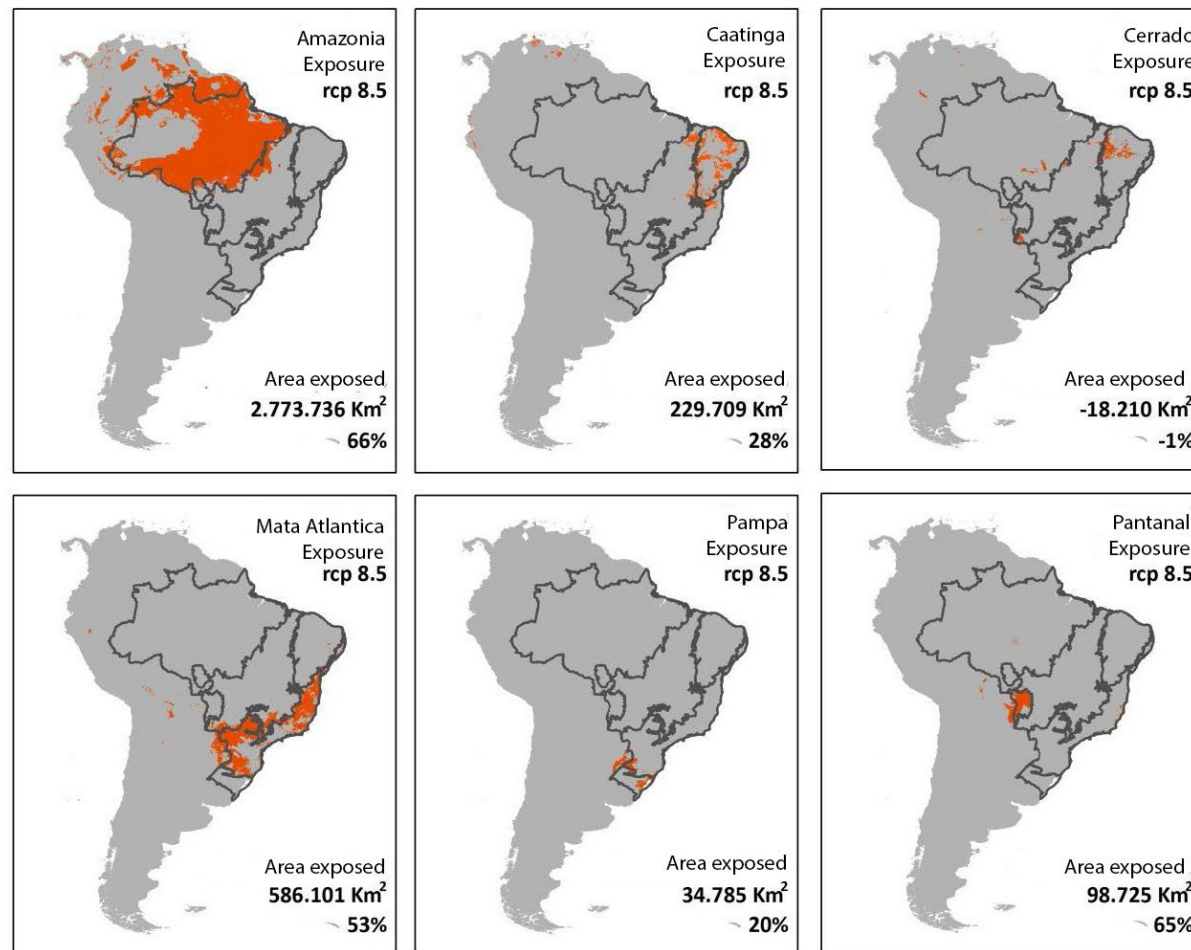 Amazonia
Exposure
rcp 8.5
Area exposed
2.773.736 Km²
66%
Caatinga
Exposure
rcp 8.5
Area exposed
229.709 Km²
28%
Cerrado
Exposure
rcp 8.5
Area exposed
-18.210 Km²
-1%
Mata Atlantica
Exposure
rcp 8.5
Area exposed
586.101 Km²
53%
Pampa
Exposure
rcp 8.5
Area exposed
34.785 Km²
20%
Pantanal
Exposure
rcp 8.5
Area exposed
98.725 Km²
65%